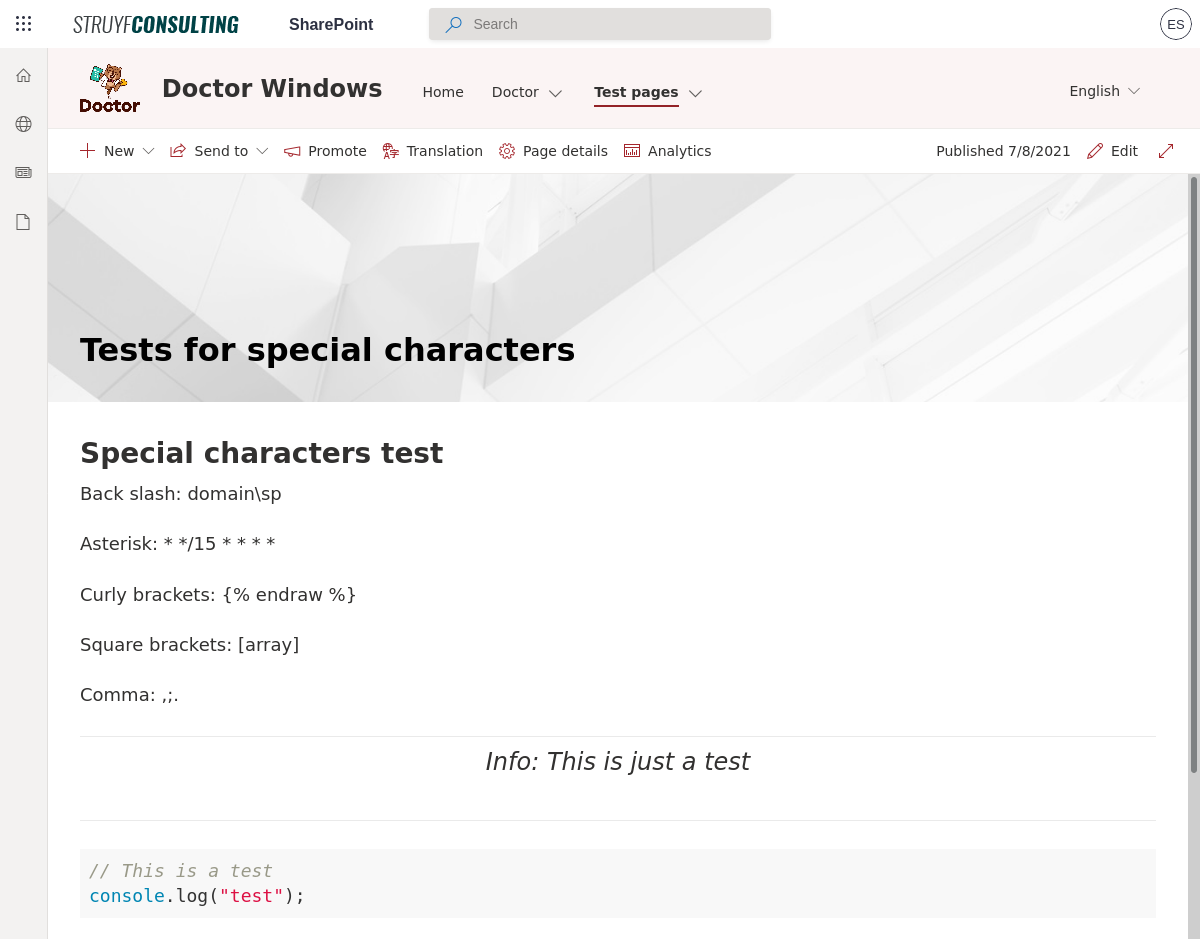 STRUYFCONSULTING SharePoint Search ES
Doctor Doctor Windows Home Doctor Test pages English
New Send to Promote Translation Page details Analytics Published 7/8/2021 Edit
Tests for special characters
Special characters test
Back slash: domain\sp
Asterisk: * */15 * * * *
Curly brackets: {% endraw %}
Square brackets: [array]
Comma: ,;.
Info: This is just a test
// This is a test
console.log("test");